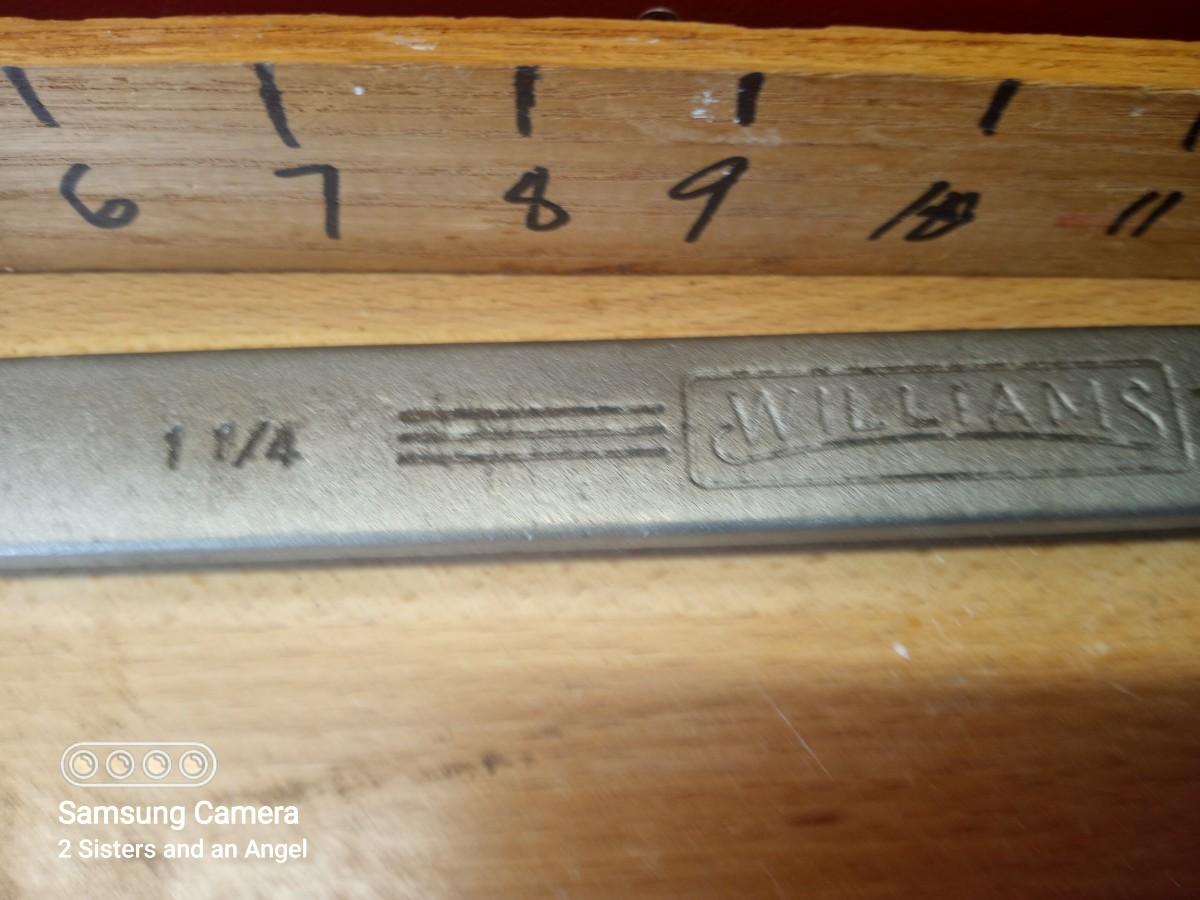 6 7 8 9 10 11
1 1/4 WILLIAMS
Samsung Camera
2 Sisters and an Angel